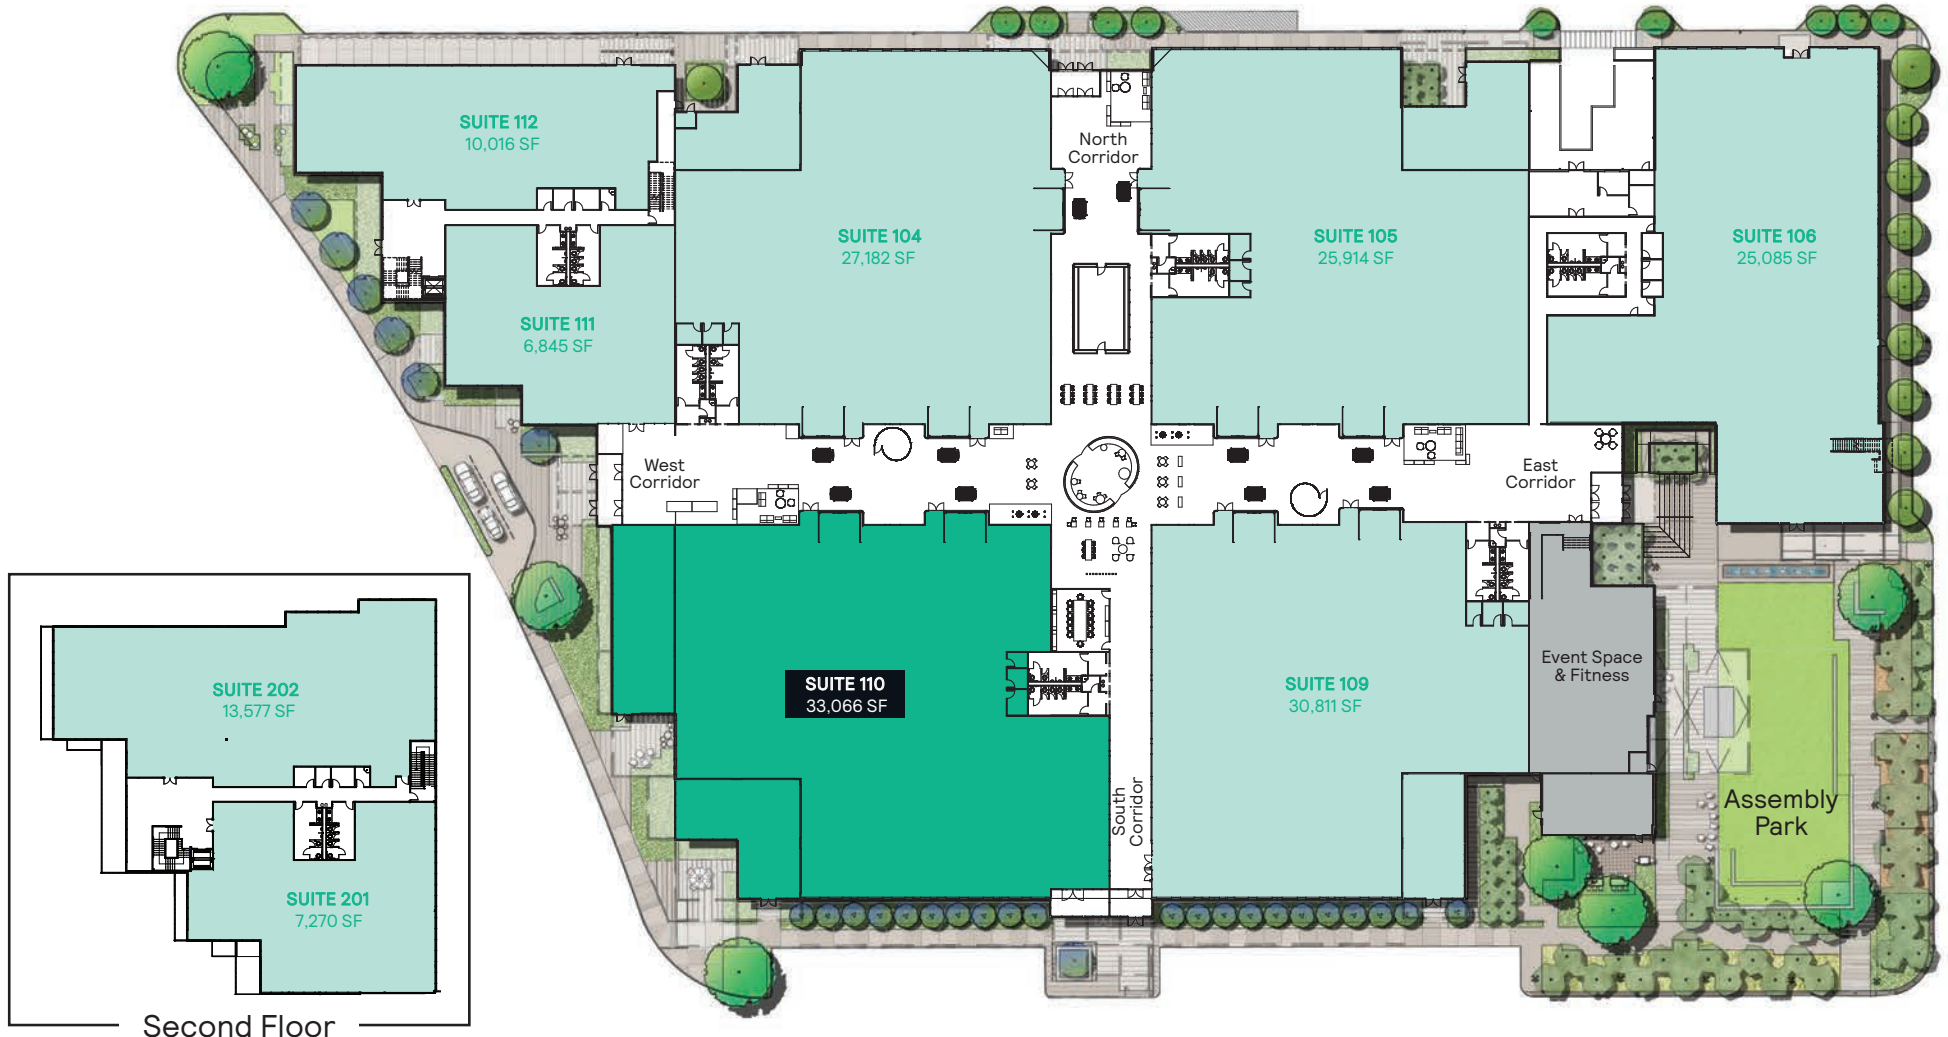 SUITE 112
10,016 SF
SUITE 104
27,182 SF
North
Corridor
SUITE 105
25,914 SF
SUITE 106
25,085 SF
SUITE 111
6,845 SF
West
Corridor
East
Corridor
SUITE 110
33,066 SF
South
Corridor
SUITE 109
30,811 SF
Event Space
& Fitness
Assembly
Park
SUITE 202
13,577 SF
SUITE 201
7,270 SF
Second Floor